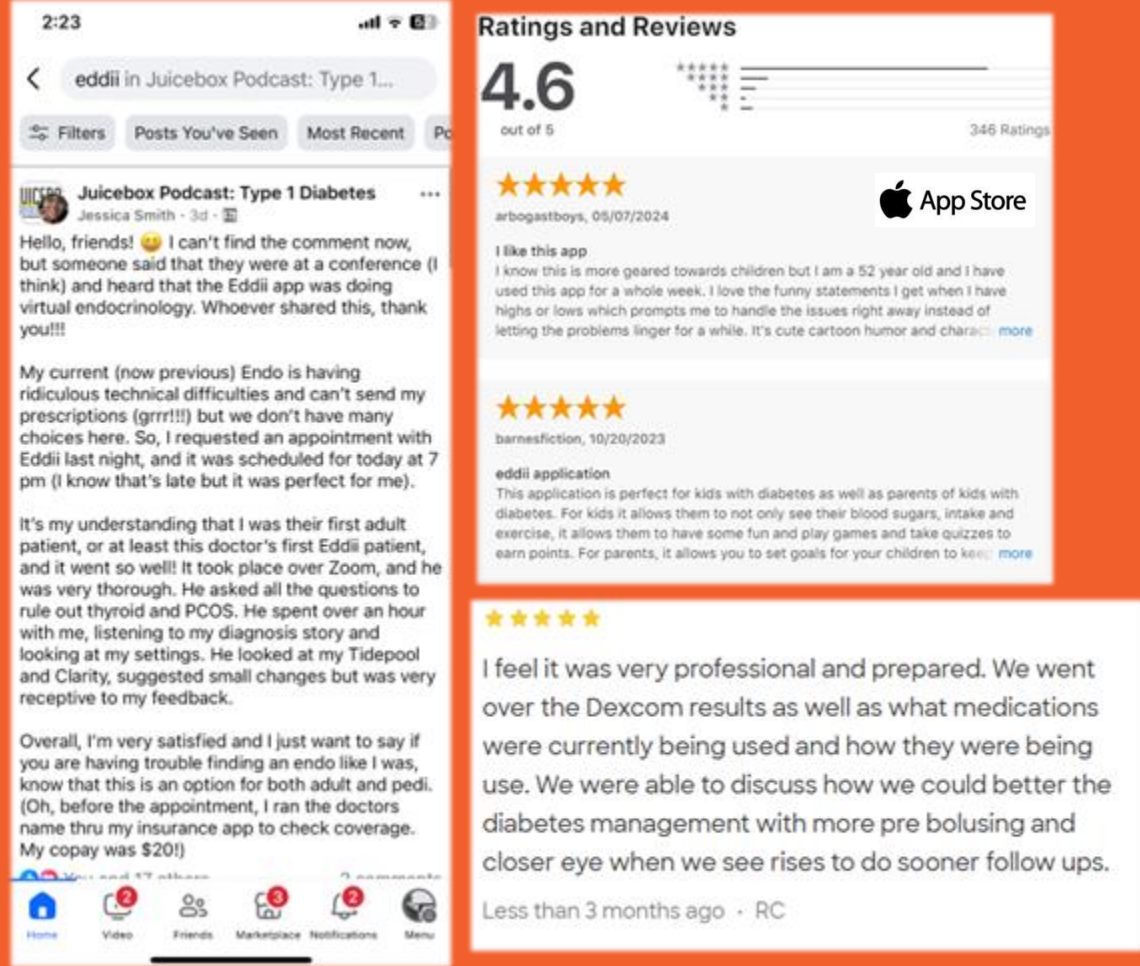 2:23
eddii in Juicebox Podcast: Type 1...
Filters
Posts You've Seen
Most Recent
Po
Juicebox Podcast: Type 1 Diabetes
Jessica Smith · 3d ·
Hello, friends! 😀 I can't find the comment now,
but someone said that they were at a conference (I
think) and heard that the Eddii app was doing
virtual endocrinology. Whoever shared this, thank
you!!!
My current (now previous) Endo is having
ridiculous technical difficulties and can't send my
prescriptions (grrr!!!) but we don't have many
choices here. So, I requested an appointment with
Eddii last night, and it was scheduled for today at 7
pm (I know that's late but it was perfect for me).
It's my understanding that I was their first adult
patient, or at least this doctor's first Eddii patient,
and it went so well! It took place over Zoom, and he
was very thorough. He asked all the questions to
rule out thyroid and PCOS. He spent over an hour
with me, listening to my diagnosis story and
looking at my settings. He looked at my Tidepool
and Clarity, suggested small changes but was very
receptive to my feedback.
Overall, I'm very satisfied and I just want to say if
you are having trouble finding an endo like I was,
know that this is an option for both adult and pedi.
(Oh, before the appointment, I ran the doctors
name thru my insurance app to check coverage.
My copay was $20!)
You and 17 others
2 comments
2
3
2
Home
Video
Friends
Marketplace
Notifications
Menu
Ratings and Reviews
4.6
out of 5
346 Ratings
App Store
arbogastboys, 05/07/2024
I like this app
I know this is more geared towards children but I am a 52 year old and I have
used this app for a whole week. I love the funny statements I get when I have
highs or lows which prompts me to handle the issues right away instead of
letting the problems linger for a while. It's cute cartoon humor and charac more
barnesfiction, 10/20/2023
eddii application
This application is perfect for kids with diabetes as well as parents of kids with
diabetes. For kids it allows them to not only see their blood sugars, intake and
exercise, it allows them to have some fun and play games and take quizzes to
earn points. For parents, it allows you to set goals for your children to keep more
I feel it was very professional and prepared. We went
over the Dexcom results as well as what medications
were currently being used and how they were being
use. We were able to discuss how we could better the
diabetes management with more pre bolusing and
closer eye when we see rises to do sooner follow ups.
Less than 3 months ago · RC